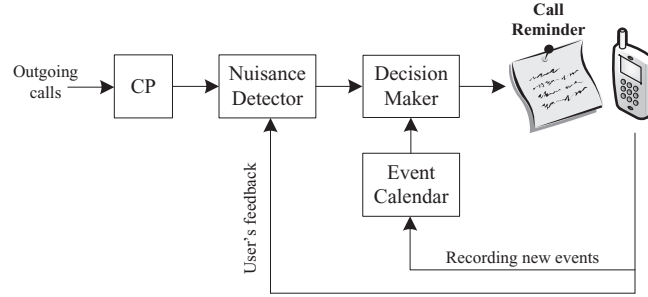 Call
Reminder
Outgoing
calls
CP
Nuisance
Detector
Decision
Maker
Event
Calendar
User's feedback
Recording new events